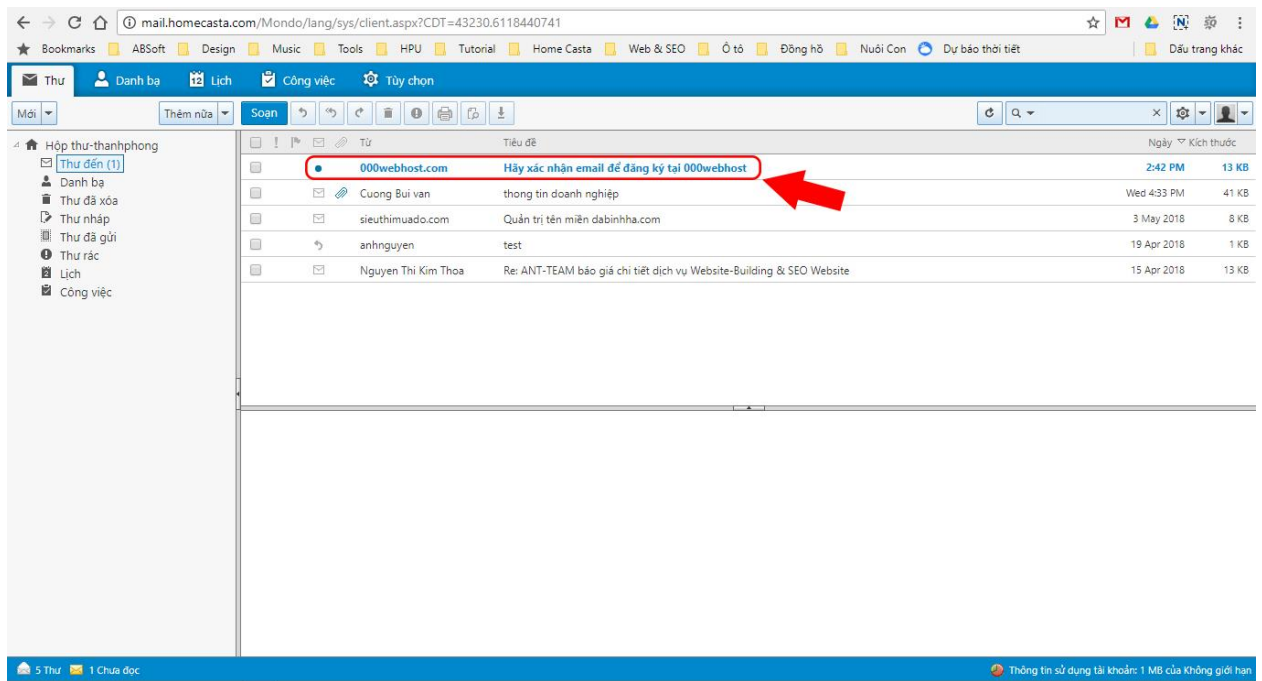 mail.homecasta.com/Mondo/lang/sys/client.aspx?CDT=43230.6118440741
Bookmarks ABSoft Design Music Tools HPU Tutorial Home Casta Web & SEO Ô tô Đồng hồ Nuôi Con Dự báo thời tiết Dấu trang khác
Thư Danh bạ 12 Lịch Công việc Tùy chọn
Mới Thêm nữa Soạn
Hộp thư-thanhphong
Thư đến (1)
Danh bạ
Thư đã xóa
Thư nháp
Thư đã gửi
Thư rác
Lịch
Công việc
Từ Tiêu đề Ngày Kích thước
000webhost.com Hãy xác nhận email để đăng ký tại 000webhost 2:42 PM 13 KB
Cuong Bui van thong tin doanh nghiệp Wed 4:33 PM 41 KB
sieuthimuado.com Quản trị tên miền dabinhha.com 3 May 2018 8 KB
anhnguyen test 19 Apr 2018 1 KB
Nguyen Thi Kim Thoa Re: ANT-TEAM báo giá chi tiết dịch vụ Website-Building & SEO Website 15 Apr 2018 13 KB
5 Thư 1 Chưa đọc Thông tin sử dụng tài khoản: 1 MB của Không giới hạn